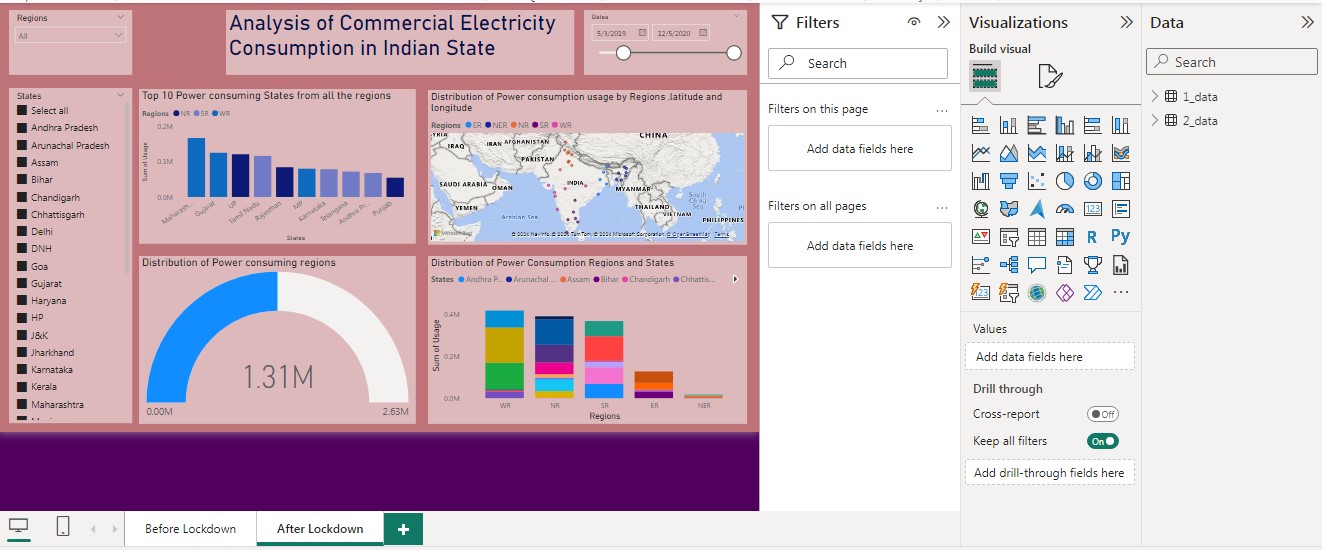 Regions
All
Analysis of Commercial Electricity
Consumption in Indian State
Dates
5/3/2019 12/5/2020
States
Select all
Andhra Pradesh
Arunachal Pradesh
Assam
Bihar
Chandigarh
Chhattisgarh
Delhi
DNH
Goa
Gujarat
Haryana
HP
J&K
Jharkhand
Karnataka
Kerala
Maharashtra
Top 10 Power consuming States from all the regions
Regions NR SR WR
Sum of Usage
0.2M
0.1M
0.0M
Maharash...
Gujarat
UP
Tamil Nadu
Rajasthan
MP
Karnataka
Telangana
Andhra Pr...
Punjab
States
Distribution of Power consumption usage by Regions ,latitude and
longitude
Regions ER NER NR SR WR
SYRIA
IRAQ
IRAN
AFGHANISTAN
CHINA
PAKISTAN
SAUDI ARABIA
OMAN
INDIA
MYANMAR
YEMEN
Arabian Sea
THAILAND
VIETNAM
South
China
Sea
PHILIPPINES
© OpenStreetMap Terms
Distribution of Power consuming regions
1.31M
0.00M
2.63M
Distribution of Power Consumption Regions and States
States Andhra P... Arunachal ... Assam Bihar Chandigarh Chhattis...
Sum of Usage
0.4M
0.2M
0.0M
WR
NR
SR
ER
NER
Regions
Before Lockdown
After Lockdown
+
Filters
Search
Filters on this page
...
Add data fields here
Filters on all pages
...
Add data fields here
Visualizations
Build visual
123
R
Py
123
...
Values
Add data fields here
Drill through
Cross-report
Off
Keep all filters
On
Add drill-through fields here
Data
Search
1_data
2_data